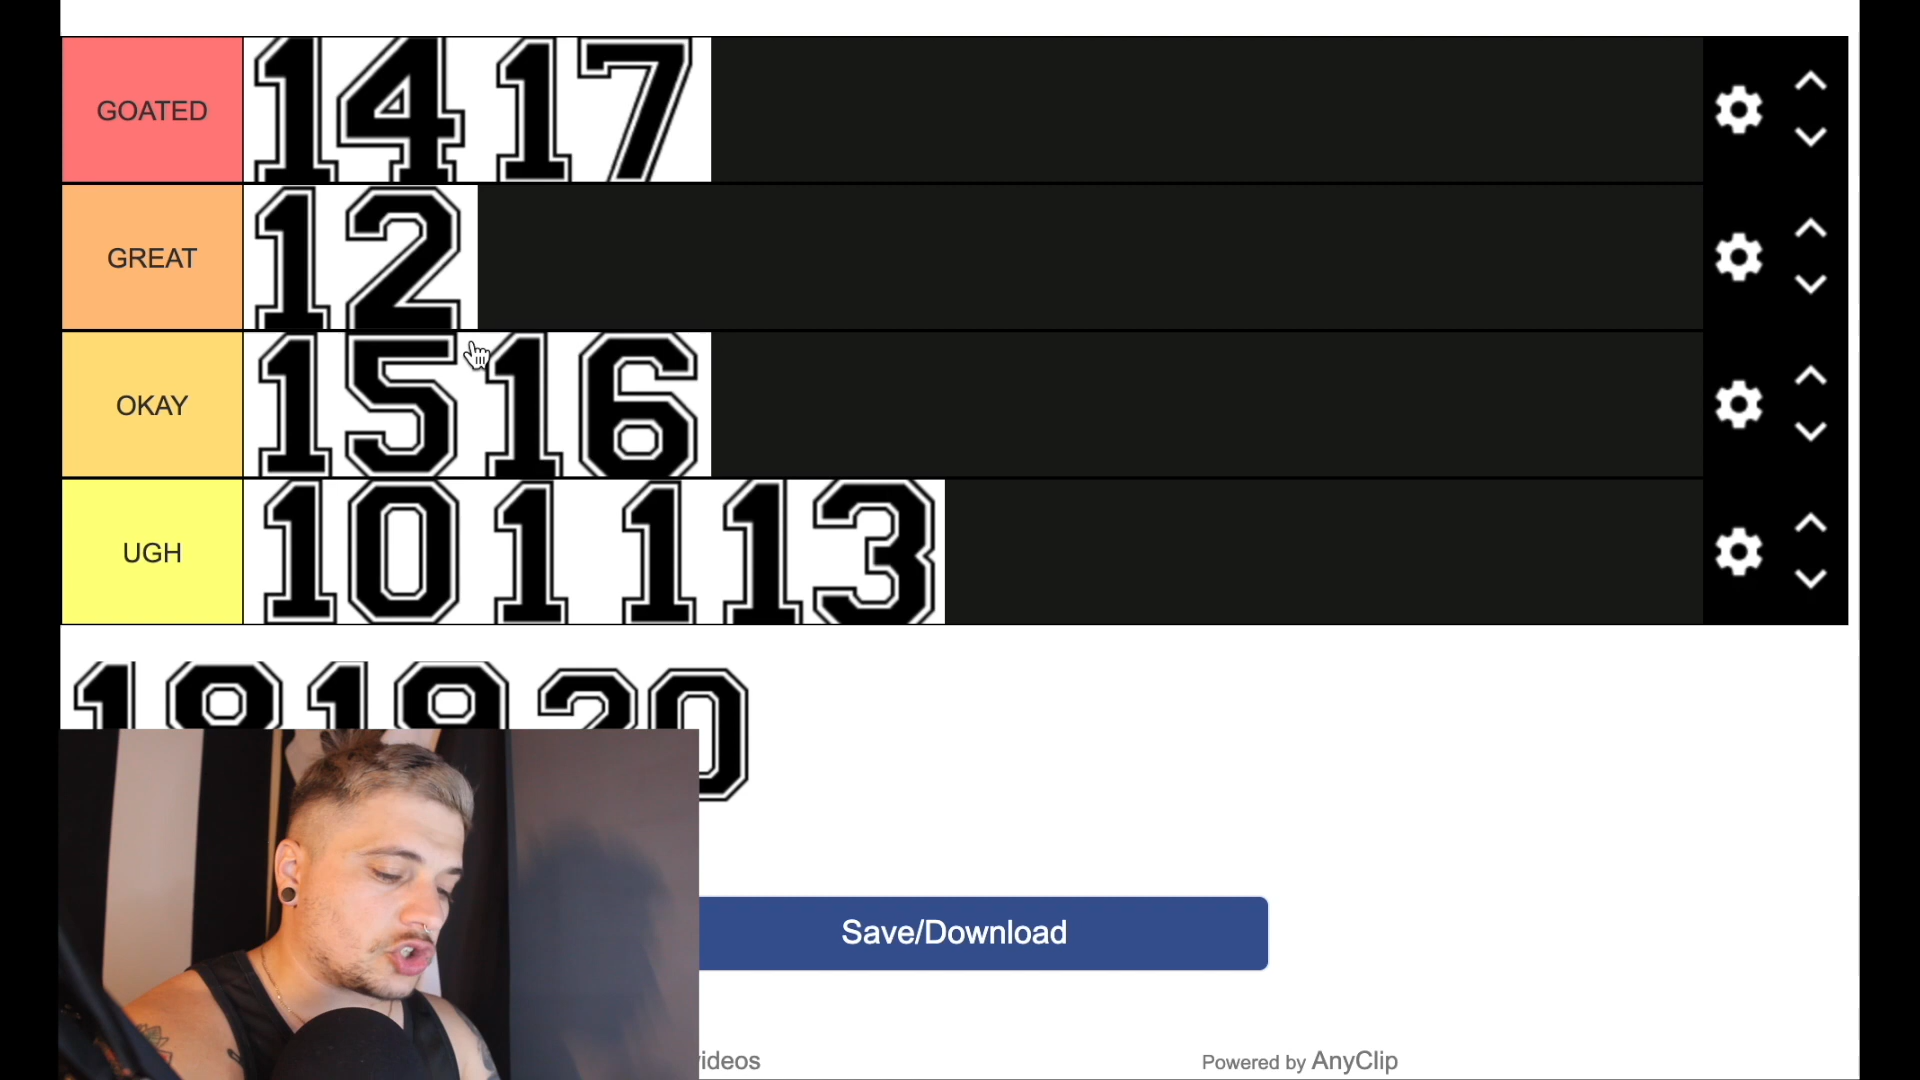 GOATED 14 17
GREAT 12
OKAY 15 16
UGH 10 11 13
18 19 20
Save/Download
videos
Powered by AnyClip